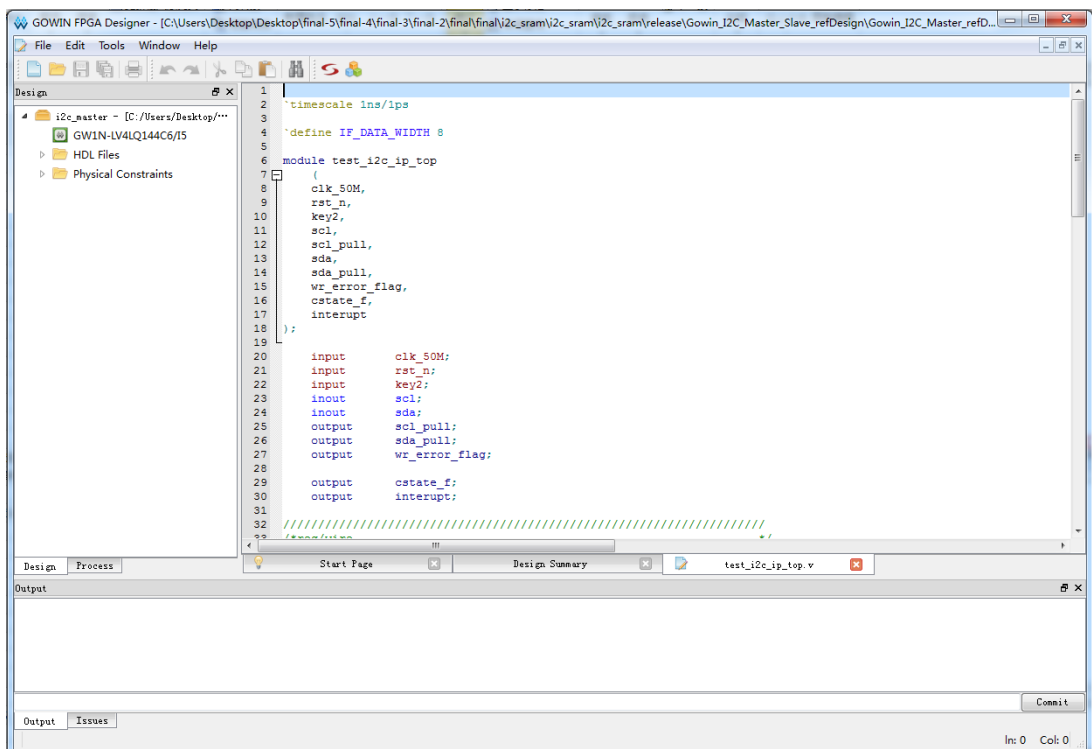 GOWIN FPGA Designer - [C:\Users\Desktop\Desktop\final-5\final-4\final-3\final-2\final\final\i2c_sram\i2c_sram\i2c_sram\release\Gowin_I2C_Master_Slave_refDesign\Gowin_I2C_Master_refD...
File Edit Tools Window Help
Design
i2c_master - [C:/Users/Desktop/...
GW1N-LV4LQ144C6/I5
HDL Files
Physical Constraints
1
2 `timescale 1ns/1ps
3
4 `define IF_DATA_WIDTH 8
5
6 module test_i2c_ip_top
7 (
8 clk_50M,
9 rst_n,
10 key2,
11 scl,
12 scl_pull,
13 sda,
14 sda_pull,
15 wr_error_flag,
16 cstate_f,
17 interupt
18 );
19
20 input clk_50M;
21 input rst_n;
22 input key2;
23 inout scl;
24 inout sda;
25 output scl_pull;
26 output sda_pull;
27 output wr_error_flag;
28
29 output cstate_f;
30 output interupt;
31
32 /////////////////////////////////////////////////////////////////////
Design Process
Start Page Design Summary test_i2c_ip_top.v
Output
Commit
Output Issues
In: 0 Col: 0